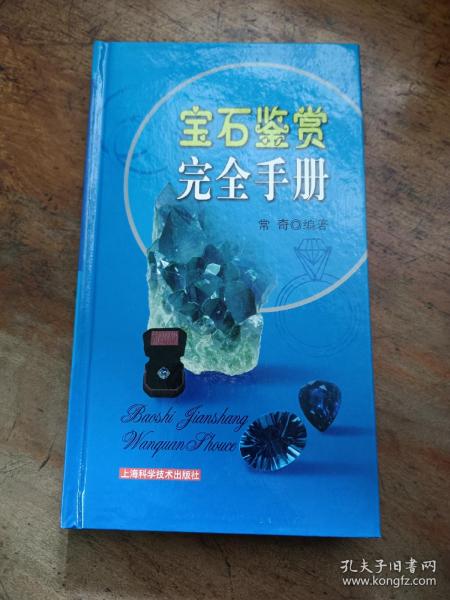 宝石鉴赏
完全手册
常 奇◎编著
Baoshi Jianshang
Wanquan Shouce
上海科学技术出版社
孔夫子旧书网
www.kongfz.com